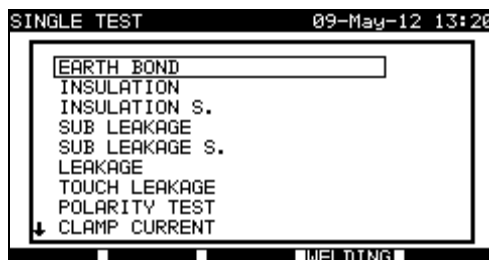 SINGLE TEST 09-May-12 13:20
EARTH BOND
INSULATION
INSULATION S.
SUB LEAKAGE
SUB LEAKAGE S.
LEAKAGE
TOUCH LEAKAGE
POLARITY TEST
CLAMP CURRENT
WELDING